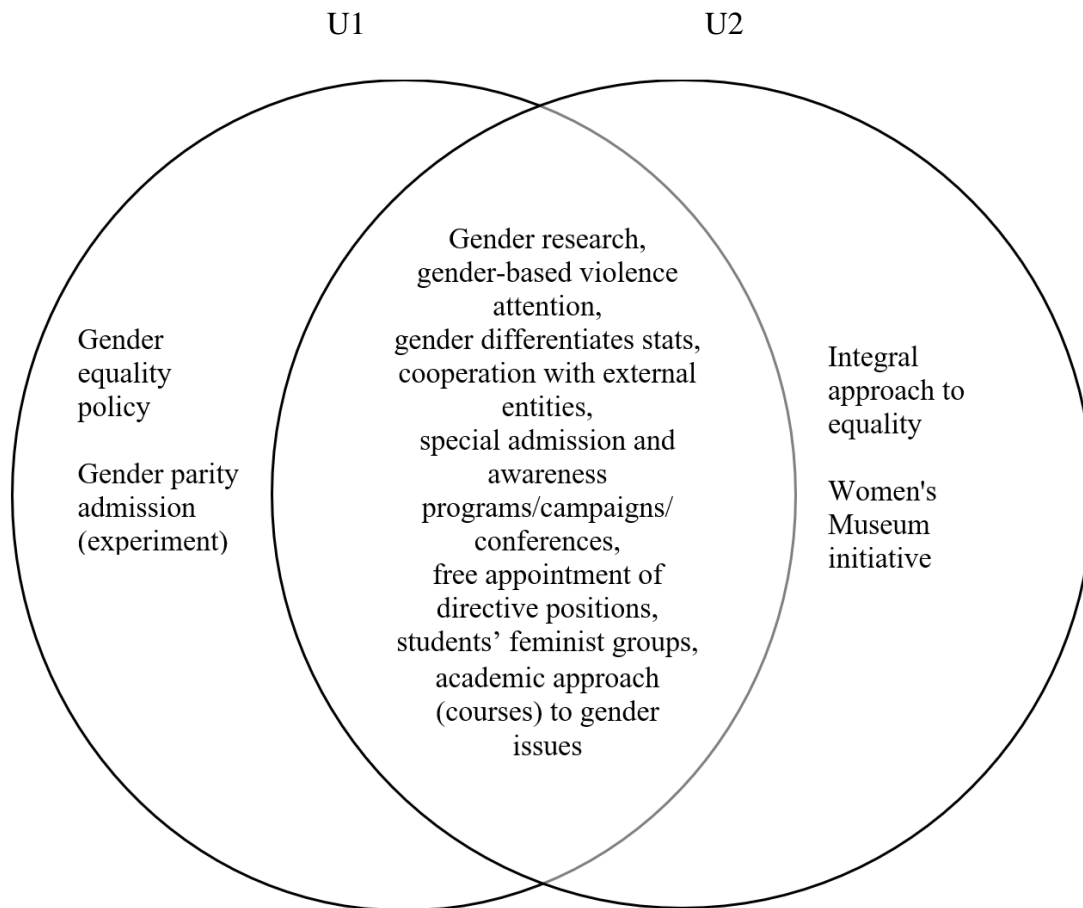 U1
U2
Gender
equality
policy
Gender parity
admission
(experiment)
Gender research,
gender-based violence
attention,
gender differentiates stats,
cooperation with external
entities,
special admission and
awareness
programs/campaigns/
conferences,
free appointment of
directive positions,
students’ feminist groups,
academic approach
(courses) to gender
issues
Integral
approach to
equality
Women's
Museum
initiative